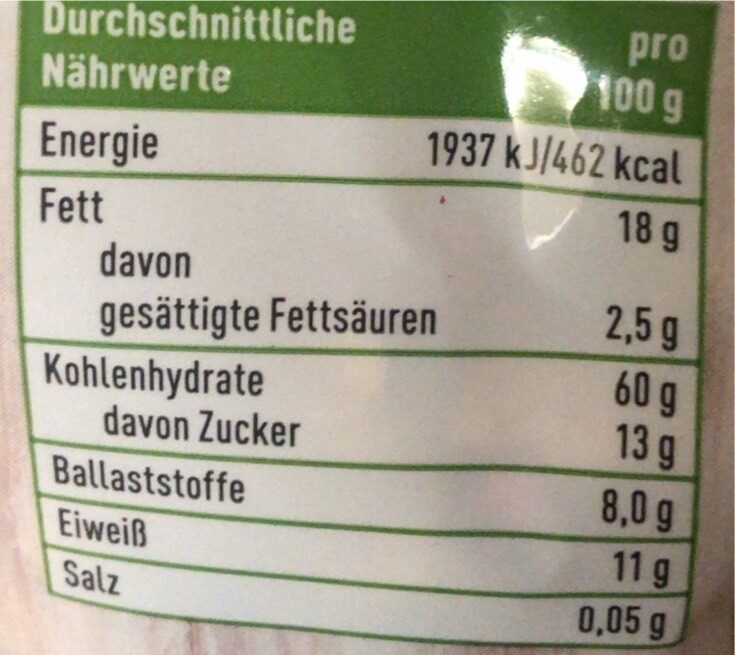 Durchschnittliche pro
Nährwerte 100 g
Energie 1937 kJ/462 kcal
Fett 18 g
davon
gesättigte Fettsäuren 2,5 g
Kohlenhydrate 60 g
davon Zucker 13 g
Ballaststoffe 8,0 g
Eiweiß 11 g
Salz 0,05 g